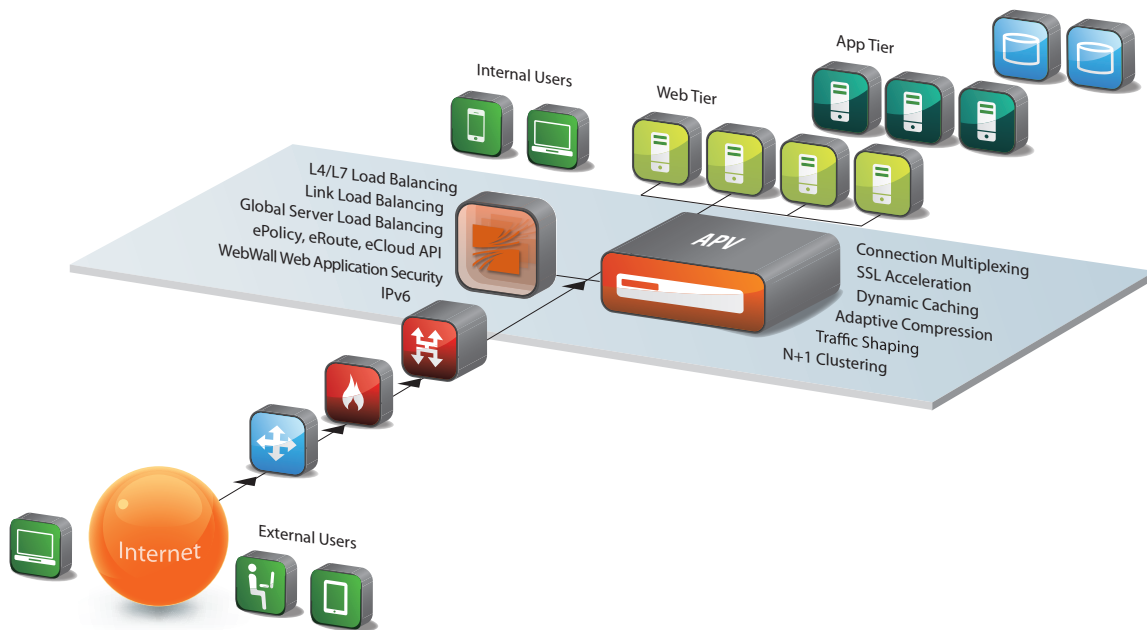 App Tier
Internal Users
Web Tier
L4/L7 Load Balancing
Link Load Balancing
Global Server Load Balancing
ePolicy, eRoute, eCloud API
WebWall Web Application Security
IPv6
APV
Connection Multiplexing
SSL Acceleration
Dynamic Caching
Adaptive Compression
Traffic Shaping
N+1 Clustering
Internet
External Users